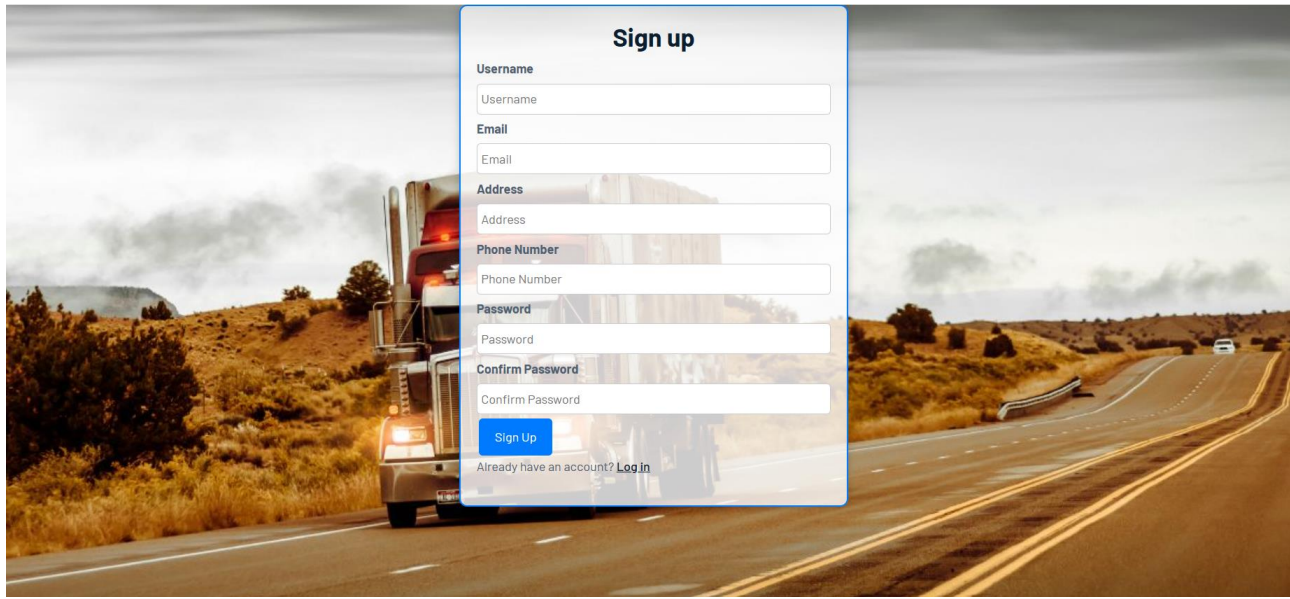 Sign up
Username
Username
Email
Email
Address
Address
Phone Number
Phone Number
Password
Password
Confirm Password
Confirm Password
Sign Up
Already have an account? Log in